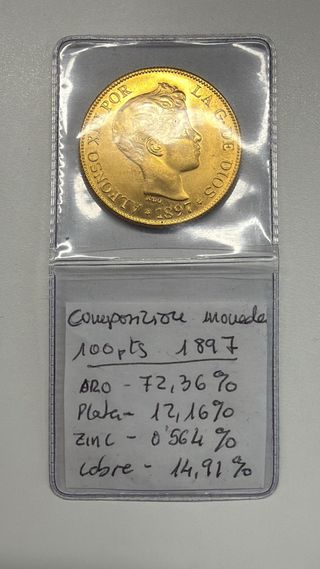 ALFONSO XIII POR LA G. DE DIOS
*1897*
Composizion moneda
100pts 1897
ORO - 72,36%
Plata - 12,16%
Zinc - 0'564%
Cobre - 14,91%